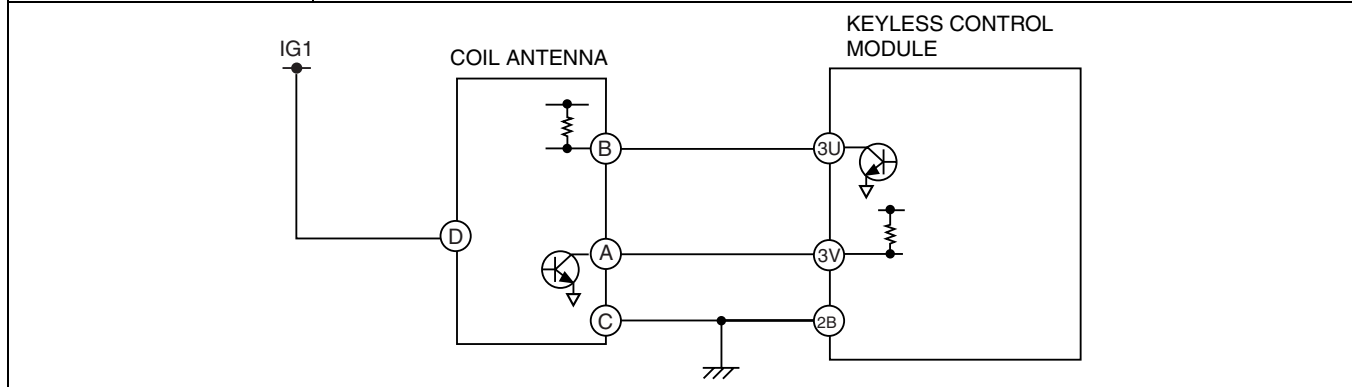 KEYLESS CONTROL
MODULE
IG1
COIL ANTENNA
B
3U
D
A
3V
C
2B